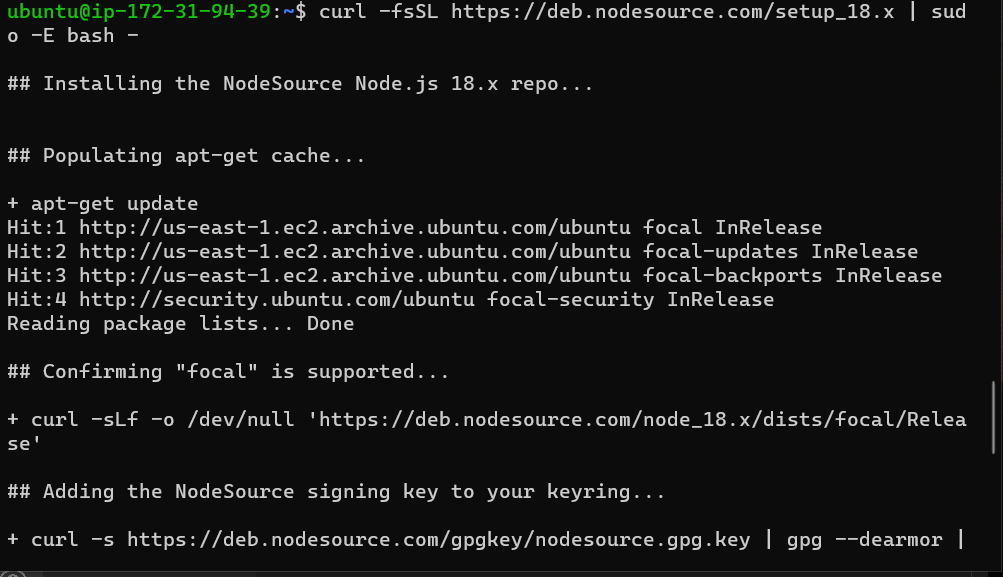 ubuntu@ip-172-31-94-39:~$ curl -fsSL https://deb.nodesource.com/setup_18.x | sud
o -E bash -
## Installing the NodeSource Node.js 18.x repo...
## Populating apt-get cache...
+ apt-get update
Hit:1 http://us-east-1.ec2.archive.ubuntu.com/ubuntu focal InRelease
Hit:2 http://us-east-1.ec2.archive.ubuntu.com/ubuntu focal-updates InRelease
Hit:3 http://us-east-1.ec2.archive.ubuntu.com/ubuntu focal-backports InRelease
Hit:4 http://security.ubuntu.com/ubuntu focal-security InRelease
Reading package lists... Done
## Confirming "focal" is supported...
+ curl -sLf -o /dev/null 'https://deb.nodesource.com/node_18.x/dists/focal/Relea
se'
## Adding the NodeSource signing key to your keyring...
+ curl -s https://deb.nodesource.com/gpgkey/nodesource.gpg.key | gpg --dearmor |